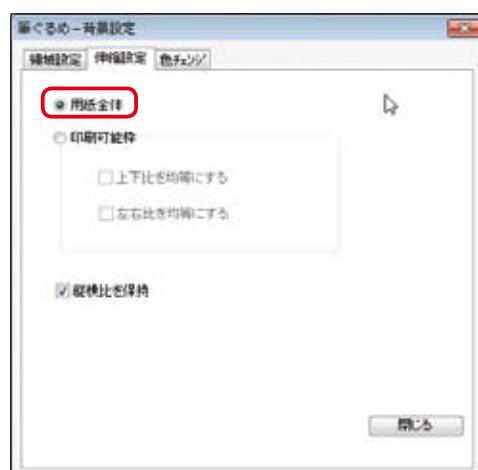 筆ぐるめ－背景設定
領域設定 伸縮設定 色チェンジ
用紙全体
印刷可能枠
上下比を均等にする
左右比を均等にする
縦横比を保持
閉じる